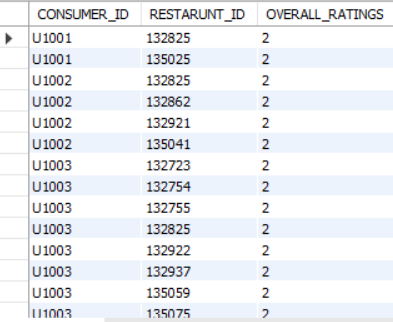 CONSUMER_ID RESTARUNT_ID OVERALL_RATINGS
U1001 132825 2
U1001 135025 2
U1002 132825 2
U1002 132862 2
U1002 132921 2
U1002 135041 2
U1003 132723 2
U1003 132754 2
U1003 132755 2
U1003 132825 2
U1003 132922 2
U1003 132937 2
U1003 135059 2
U1003 135075 2